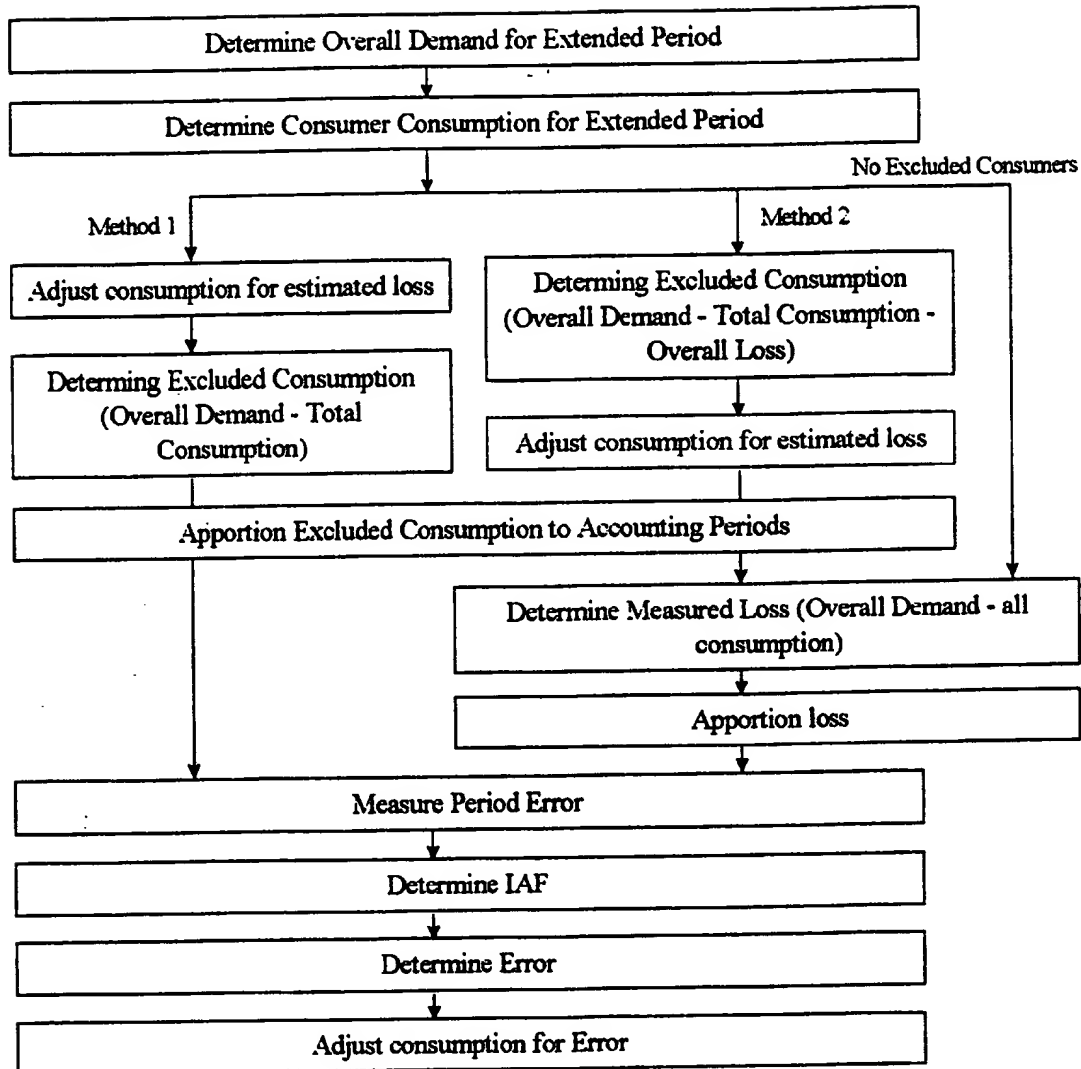 Determine Overall Demand for Extended Period
Determine Consumer Consumption for Extended Period
No Excluded Consumers
Method 1
Method 2
Adjust consumption for estimated loss
Determing Excluded Consumption
(Overall Demand - Total
Consumption)
Determing Excluded Consumption
(Overall Demand - Total Consumption -
Overall Loss)
Adjust consumption for estimated loss
Apportion Excluded Consumption to Accounting Periods
Determine Measured Loss (Overall Demand - all
consumption)
Apportion loss
Measure Period Error
Determine IAF
Determine Error
Adjust consumption for Error